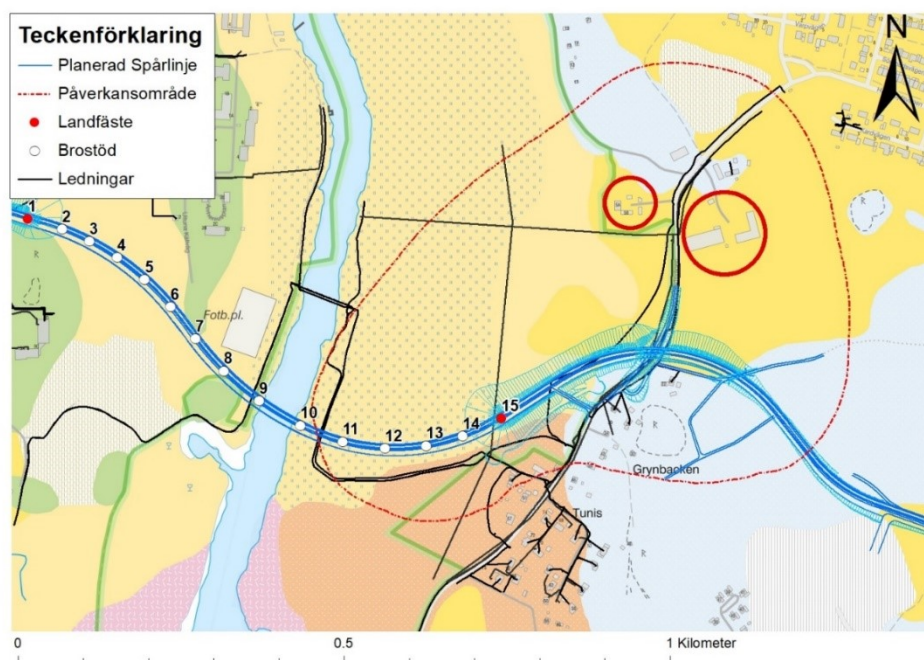 Teckenförklaring
Planerad Spårlinje
Påverkansområde
Landfäste
Brostöd
Ledningar
N
1
2
3
4
5
6
7
8
9
10
11
12
13
14
15
Fotb.pl.
Grynbacken
Tunis
R
R
R
R
0
0.5
1 Kilometer